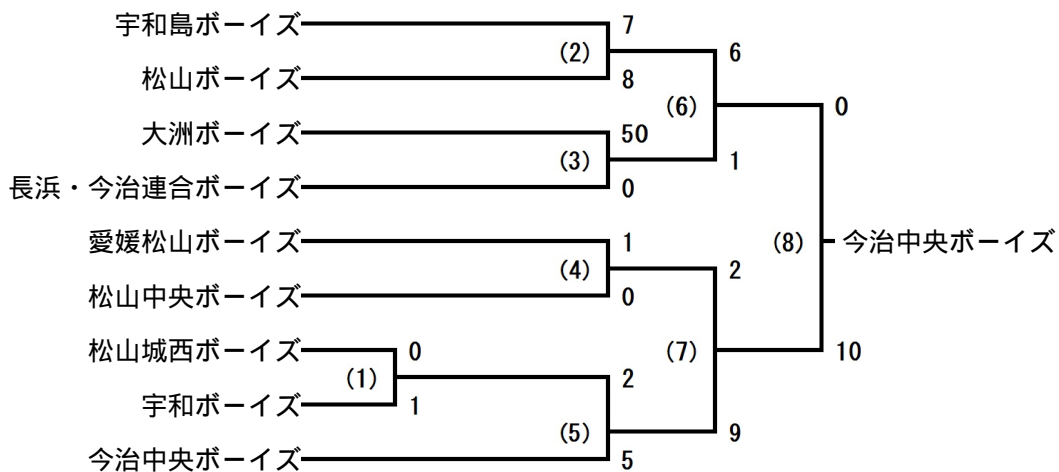 宇和島ボーイズ 7
(2) 6
松山ボーイズ 8
(6) 0
大洲ボーイズ 50
(3) 1
長浜・今治連合ボーイズ 0
愛媛松山ボーイズ 1
(8) 今治中央ボーイズ
(4) 2
松山中央ボーイズ 0
松山城西ボーイズ 0
(7) 10
(1) 2
宇和ボーイズ 1
(5) 9
今治中央ボーイズ 5